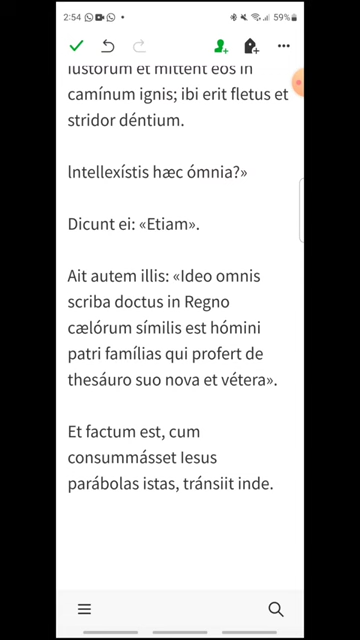 2:54
59%
iustorum et mittent eos in
camínum ignis; ibi erit fletus et
stridor déntium.
Intellexístis hæc ómnia?»
Dicunt ei: «Etiam».
Ait autem illis: «Ideo omnis
scriba doctus in Regno
cælórum símilis est hómini
patri famílias qui profert de
thesáuro suo nova et vétera».
Et factum est, cum
consummásset Iesus
parábolas istas, tránsiit inde.